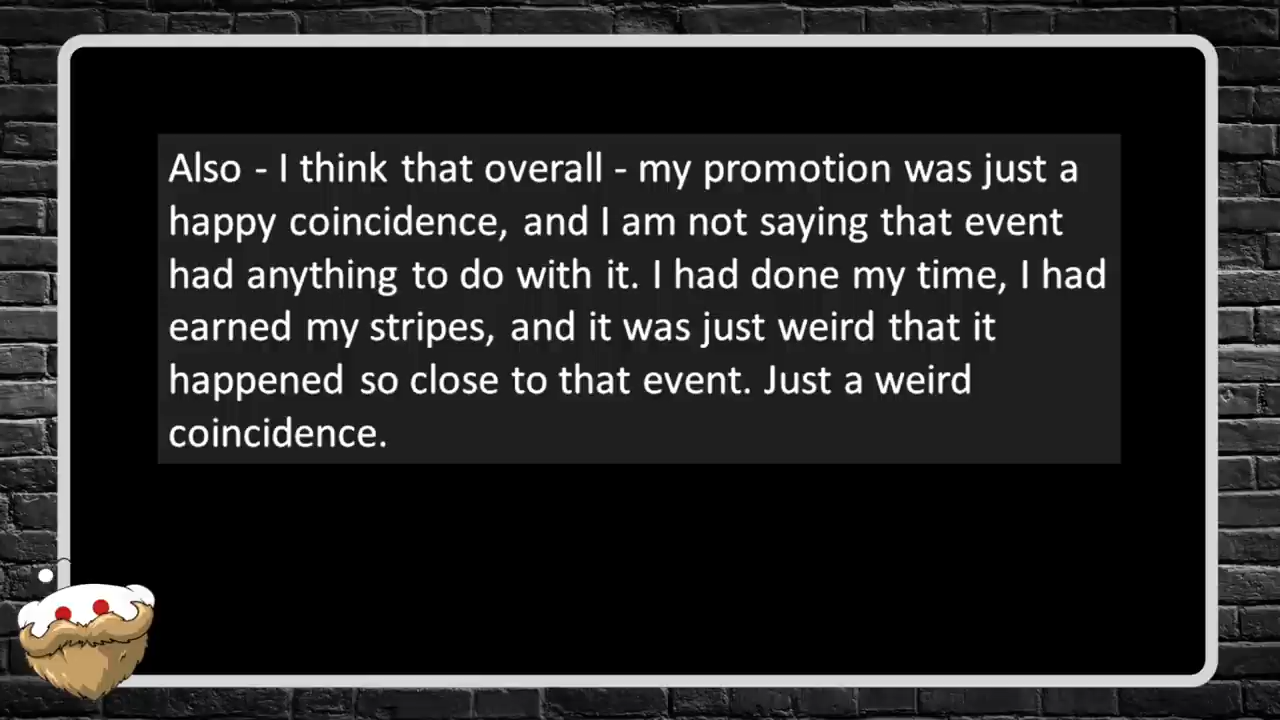 Also - I think that overall - my promotion was just a
happy coincidence, and I am not saying that event
had anything to do with it. I had done my time, I had
earned my stripes, and it was just weird that it
happened so close to that event. Just a weird
coincidence.